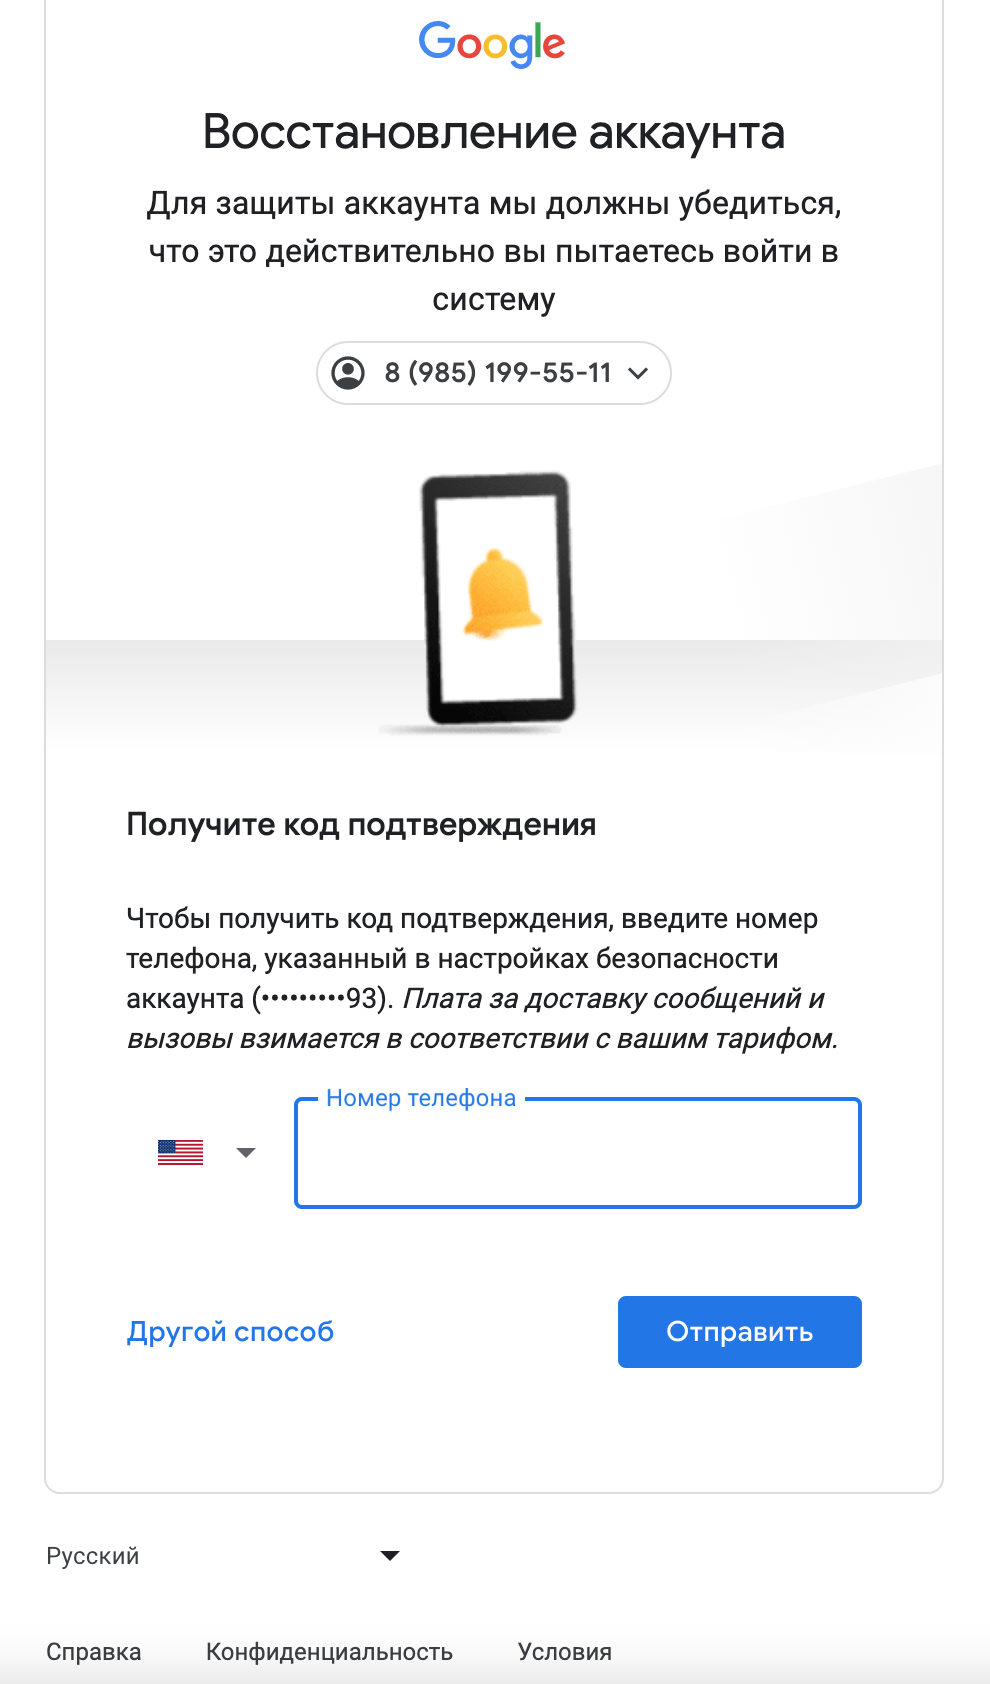 Google
Восстановление аккаунта
Для защиты аккаунта мы должны убедиться,
что это действительно вы пытаетесь войти в
систему
8 (985) 199-55-11
Получите код подтверждения
Чтобы получить код подтверждения, введите номер
телефона, указанный в настройках безопасности
аккаунта (•••••••••93). Плата за доставку сообщений и
вызовы взимается в соответствии с вашим тарифом.
Номер телефона
Другой способ Отправить
Русский
Справка Конфиденциальность Условия